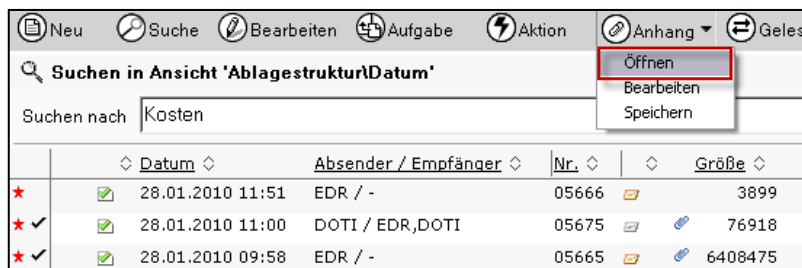 Neu Suche Bearbeiten Aufgabe Aktion Anhang Geles
Öffnen
Bearbeiten
Speichern
Suchen in Ansicht 'Ablagestruktur\Datum'
Suchen nach Kosten
Datum Absender / Empfänger Nr. Größe
28.01.2010 11:51 EDR / - 05666 3899
28.01.2010 11:00 DOTI / EDR,DOTI 05675 76918
28.01.2010 09:58 EDR / - 05665 6408475